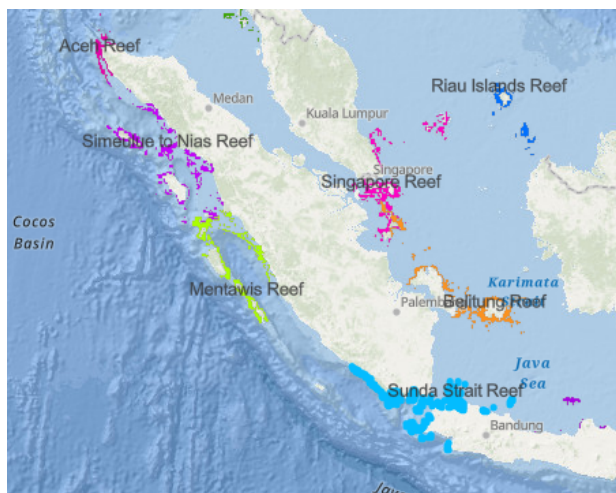 Aceh Reef
Riau Islands Reef
Medan
Kuala Lumpur
Simeulue to Nias Reef
Singapore
Singapore Reef
Cocos
Basin
Mentawis Reef
Karimata
Palembang
Belitung Reef
Java
Sea
Sunda Strait Reef
Bandung